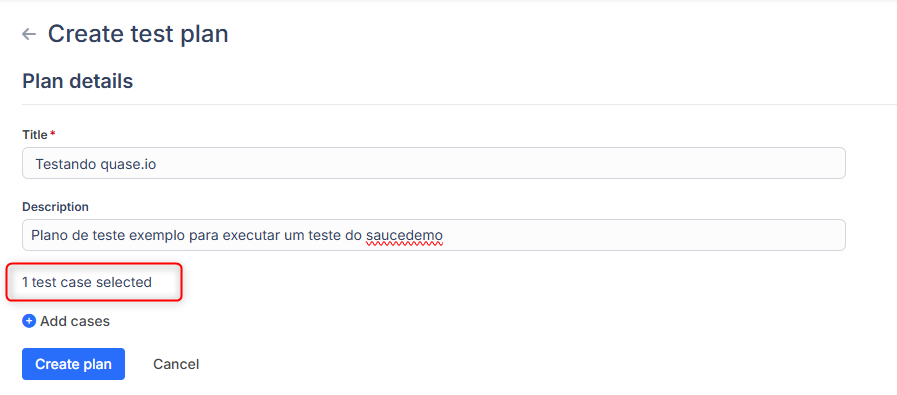 Create test plan
Plan details
Title *
Testando quase.io
Description
Plano de teste exemplo para executar um teste do saucedemo
1 test case selected
Add cases
Create plan Cancel